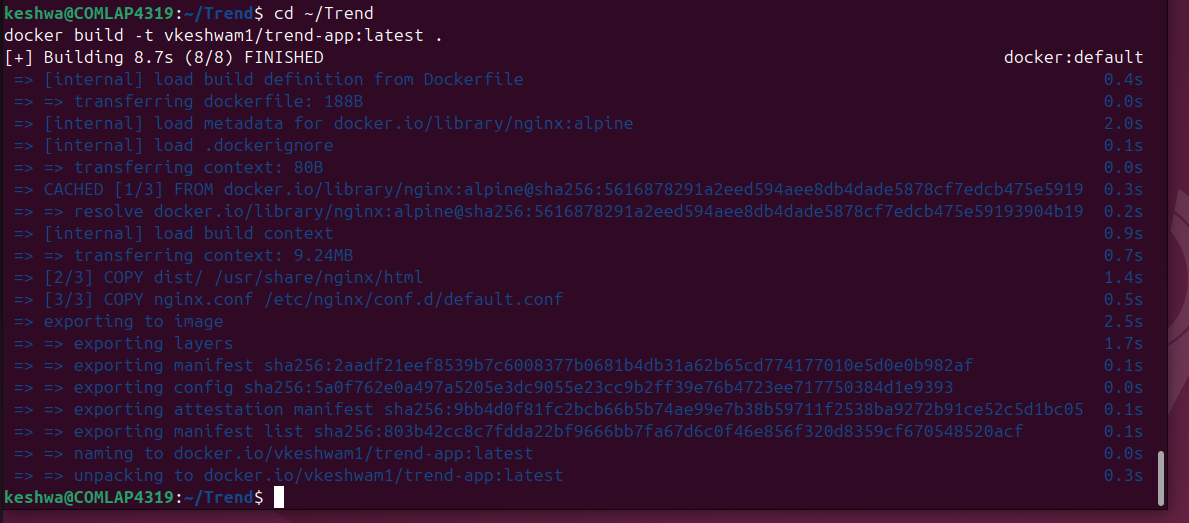 keshwa@COMLAP4319:~/Trend$ cd ~/Trend
docker build -t vkeshwam1/trend-app:latest .
[+] Building 8.7s (8/8) FINISHED docker:default
=> [internal] load build definition from Dockerfile 0.4s
=> => transferring dockerfile: 188B 0.0s
=> [internal] load metadata for docker.io/library/nginx:alpine 2.0s
=> [internal] load .dockerignore 0.1s
=> => transferring context: 80B 0.0s
=> CACHED [1/3] FROM docker.io/library/nginx:alpine@sha256:5616878291a2eed594aee8db4dade5878cf7edcb475e5919 0.3s
=> => resolve docker.io/library/nginx:alpine@sha256:5616878291a2eed594aee8db4dade5878cf7edcb475e59193904b19 0.2s
=> [internal] load build context 0.9s
=> => transferring context: 9.24MB 0.7s
=> [2/3] COPY dist/ /usr/share/nginx/html 1.4s
=> [3/3] COPY nginx.conf /etc/nginx/conf.d/default.conf 0.5s
=> exporting to image 2.5s
=> => exporting layers 1.7s
=> => exporting manifest sha256:2aadf21eef8539b7c6008377b0681b4db31a62b65cd774177010e5d0e0b982af 0.1s
=> => exporting config sha256:5a0f762e0a497a5205e3dc9055e23cc9b2ff39e76b4723ee717750384d1e9393 0.0s
=> => exporting attestation manifest sha256:9bb4d0f81fc2bcb66b5b74ae99e7b38b59711f2538ba9272b91ce52c5d1bc05 0.1s
=> => exporting manifest list sha256:803b42cc8c7fdda22bf9666bb7fa67d6c0f46e856f320d8359cf670548520acf 0.1s
=> => naming to docker.io/vkeshwam1/trend-app:latest 0.0s
=> => unpacking to docker.io/vkeshwam1/trend-app:latest 0.3s
keshwa@COMLAP4319:~/Trend$